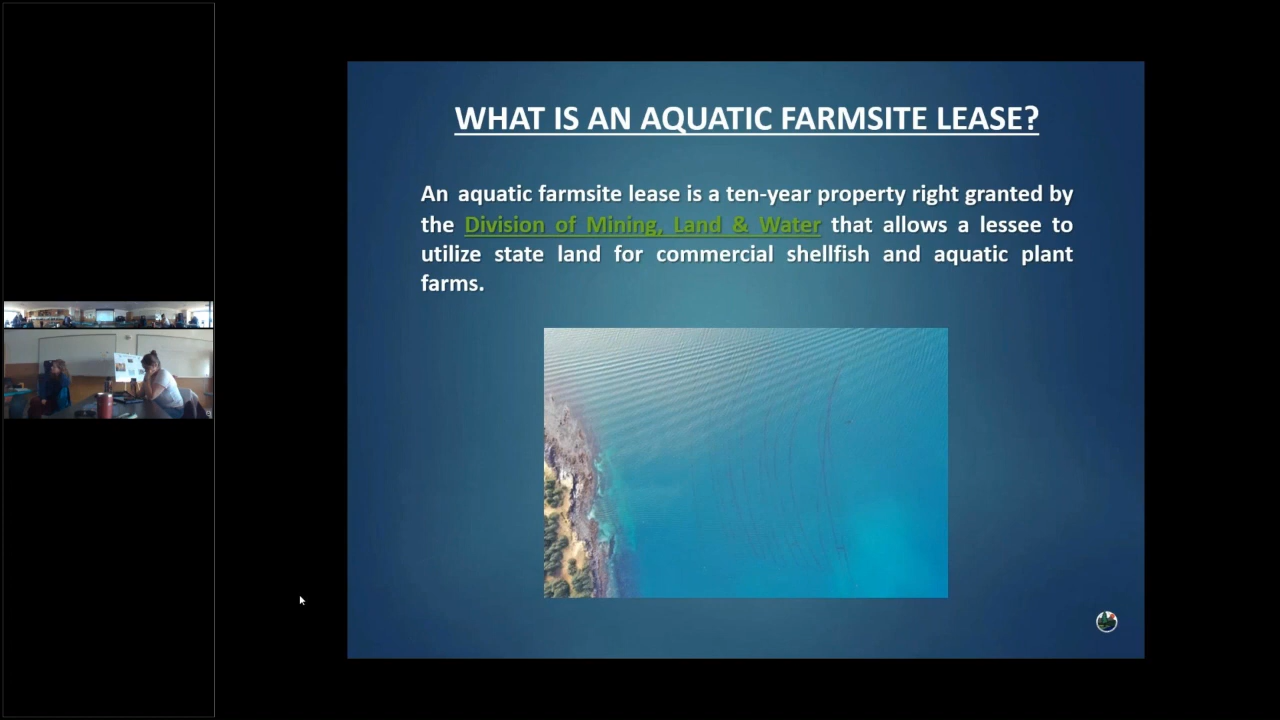 WHAT IS AN AQUATIC FARMSITE LEASE?
An aquatic farmsite lease is a ten-year property right granted by
the Division of Mining, Land & Water that allows a lessee to
utilize state land for commercial shellfish and aquatic plant
farms.